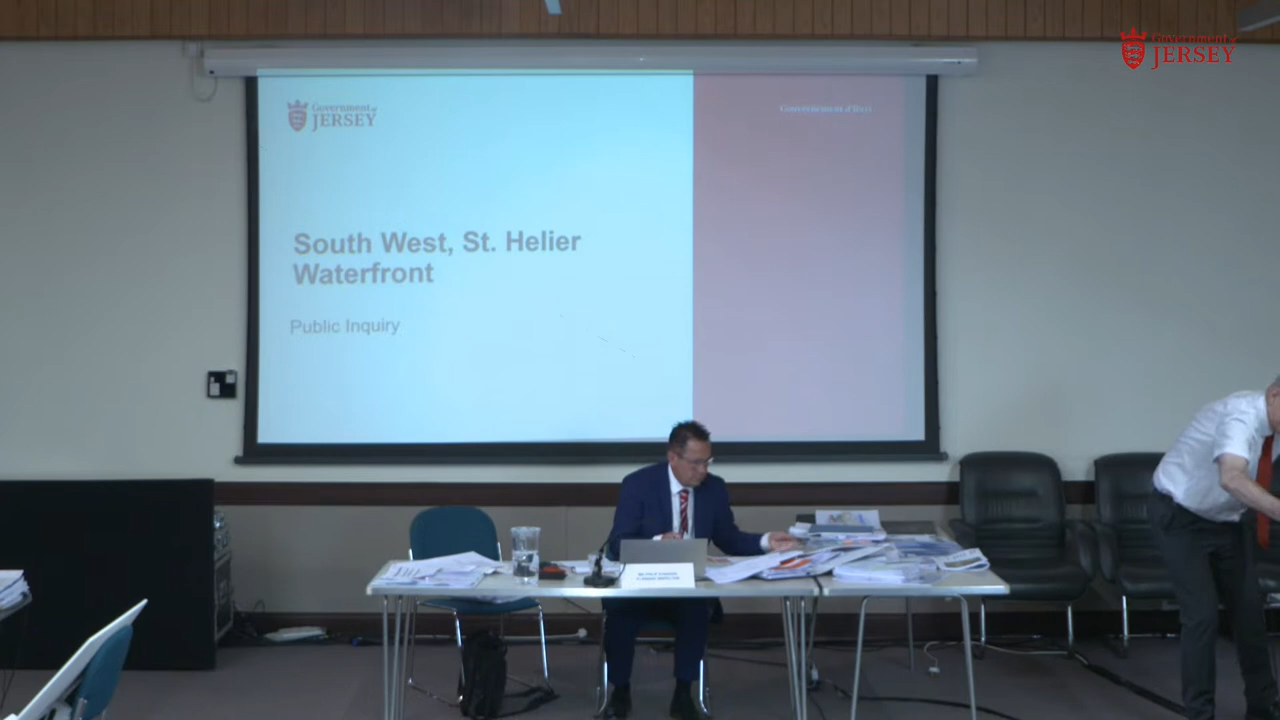 Government of
JERSEY
Government of
JERSEY
South West, St. Helier
Waterfront
Public Inquiry